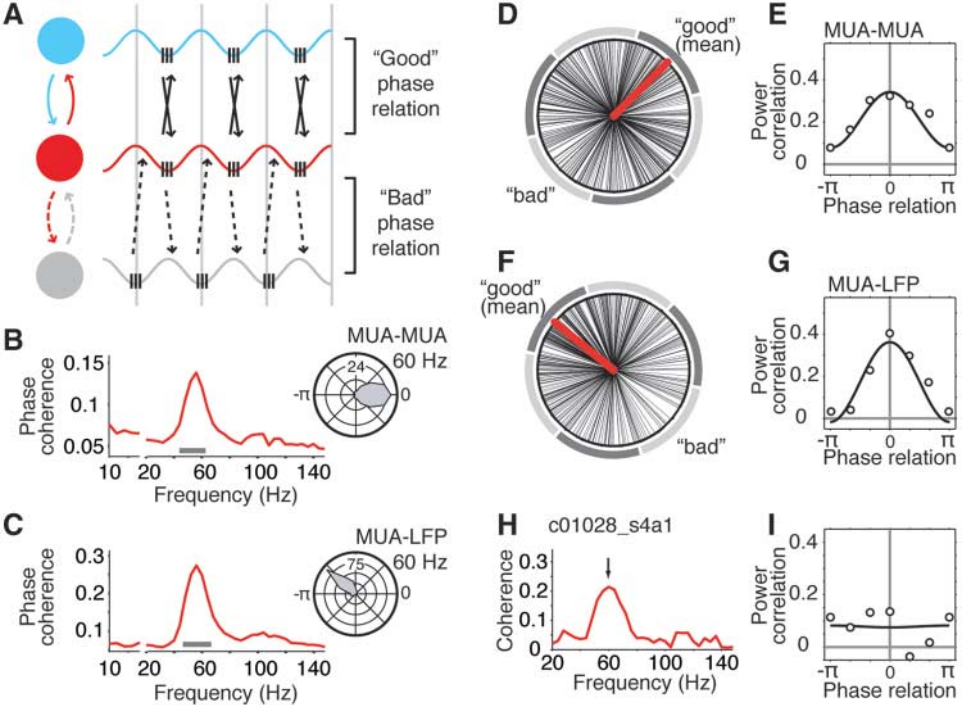 A
“Good”
phase
relation
“Bad”
phase
relation
B
MUA-MUA
60 Hz
Phase
coherence
0.15
0.1
0.05
24
-π
0
10 20 60 100 140
Frequency (Hz)
C
MUA-LFP
60 Hz
Phase
coherence
0.3
0.2
0.1
75
-π
0
10 20 60 100 140
Frequency (Hz)
D
“good”
(mean)
“bad”
E
MUA-MUA
Power
correlation
0.4
0.2
0
-π 0 π
Phase relation
F
“good”
(mean)
“bad”
G
MUA-LFP
Power
correlation
0.4
0.2
0
-π 0 π
Phase relation
H
c01028_s4a1
Coherence
0.3
0.2
0.1
0
20 60 100 140
Frequency (Hz)
I
Power
correlation
0.4
0.2
0
-π 0 π
Phase relation